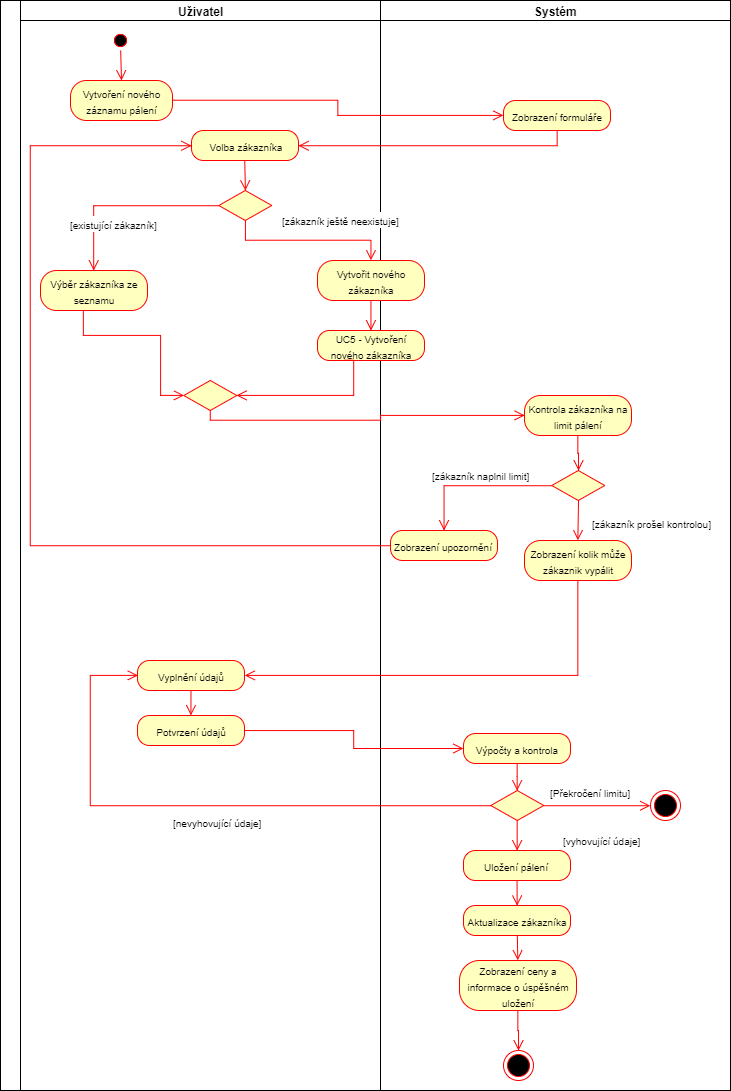 Uživatel
Systém
Vytvoření nového
záznamu pálení
Zobrazení formuláře
Volba zákazníka
[existující zákazník]
[zákazník ještě neexistuje]
Výběr zákazníka ze
seznamu
Vytvořit nového
zákazníka
UC5 - Vytvoření
nového zákazníka
Kontrola zákazníka na
limit pálení
[zákazník naplnil limit]
[zákazník prošel kontrolou]
Zobrazení upozornění
Zobrazení kolik může
zákaznik vypálit
Vyplnění údajů
Potvrzení údajů
Výpočty a kontrola
[Překročení limitu]
[nevyhovující údaje]
[vyhovující údaje]
Uložení pálení
Aktualizace zákazníka
Zobrazení ceny a
informace o úspěšném
uložení